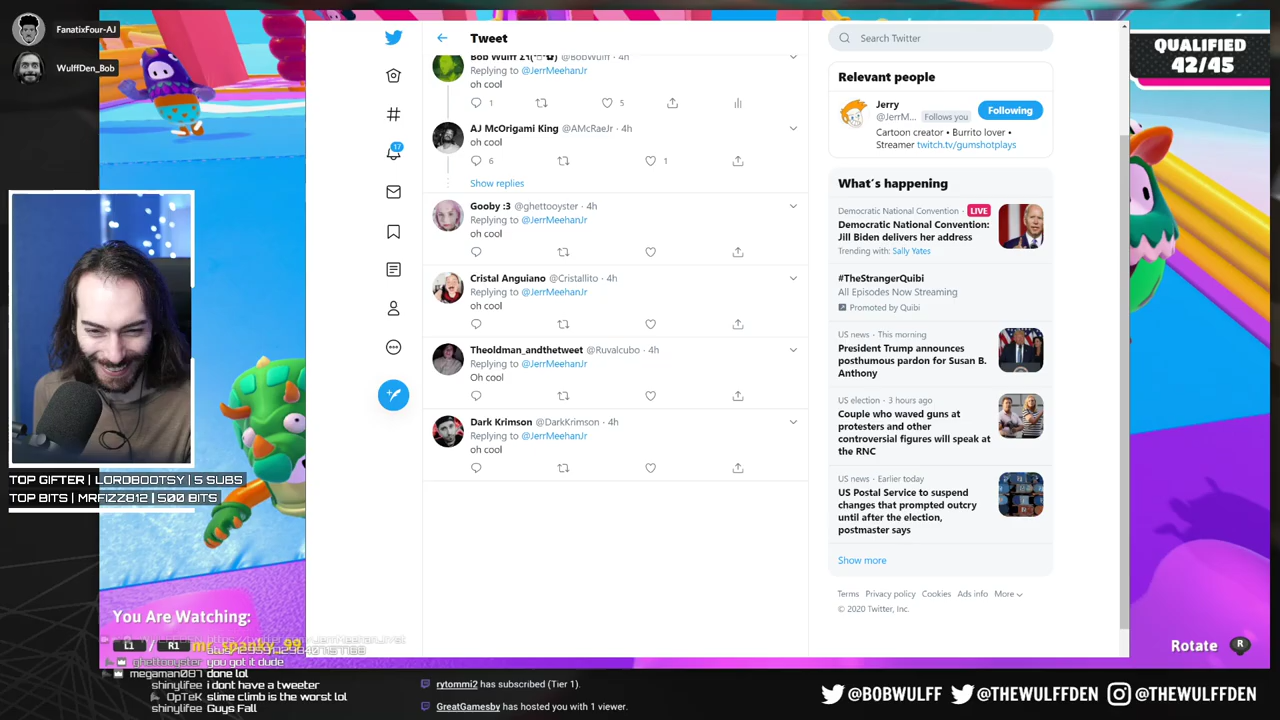 FanatixFour-AJ
WulffDen_Bob
Tweet
@BobWulff · 4h
Replying to @JerrMeehanJr
oh cool
1
5
AJ McOrigami King @AMcRaeJr · 4h
oh cool
6
1
Show replies
Gooby :3 @ghettooyster · 4h
Replying to @JerrMeehanJr
oh cool
Cristal Anguiano @Cristallito · 4h
Replying to @JerrMeehanJr
oh cool
Theoldman_andthetweet @Ruvalcubo · 4h
Replying to @JerrMeehanJr
Oh cool
Dark Krimson @DarkKrimson · 4h
Replying to @JerrMeehanJr
oh cool
17
Search Twitter
Relevant people
Jerry
@JerrM... Follows you
Following
Cartoon creator • Burrito lover •
Streamer twitch.tv/gumshotplays
What's happening
Democratic National Convention · LIVE
Democratic National Convention:
Jill Biden delivers her address
Trending with: Sally Yates
#TheStrangerQuibi
All Episodes Now Streaming
Promoted by Quibi
US news · This morning
President Trump announces
posthumous pardon for Susan B.
Anthony
US election · 3 hours ago
Couple who waved guns at
protesters and other
controversial figures will speak at
the RNC
US news · Earlier today
US Postal Service to suspend
changes that prompted outcry
until after the election,
postmaster says
Show more
Terms Privacy policy Cookies Ads info More
© 2020 Twitter, Inc.
QUALIFIED
42/45
TOP GIFTER | LORDBOOTSY | 5 SUBS
TOP BITS | MRFIZZ812 | 500 BITS
You Are Watching:
L1 / R1
ghettooyster you got it dude
megaman087 done lol
shinylifee i dont have a tweeter
OpTeK slime climb is the worst lol
shinylifee Guys Fall
Rotate R
rytommi2 has subscribed (Tier 1).
GreatGamesby has hosted you with 1 viewer.
@BOBWULFF @THEWULFFDEN @THEWULFFDEN